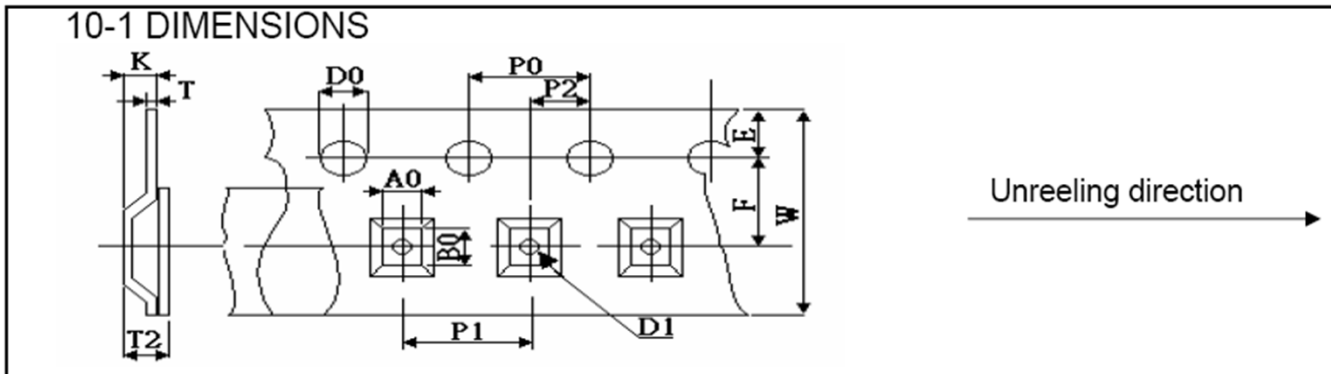 10-1 DIMENSIONS
K
T
D0
P0
P2
E
A0
F
W
B0
Unreeling direction
T2
P1
D1